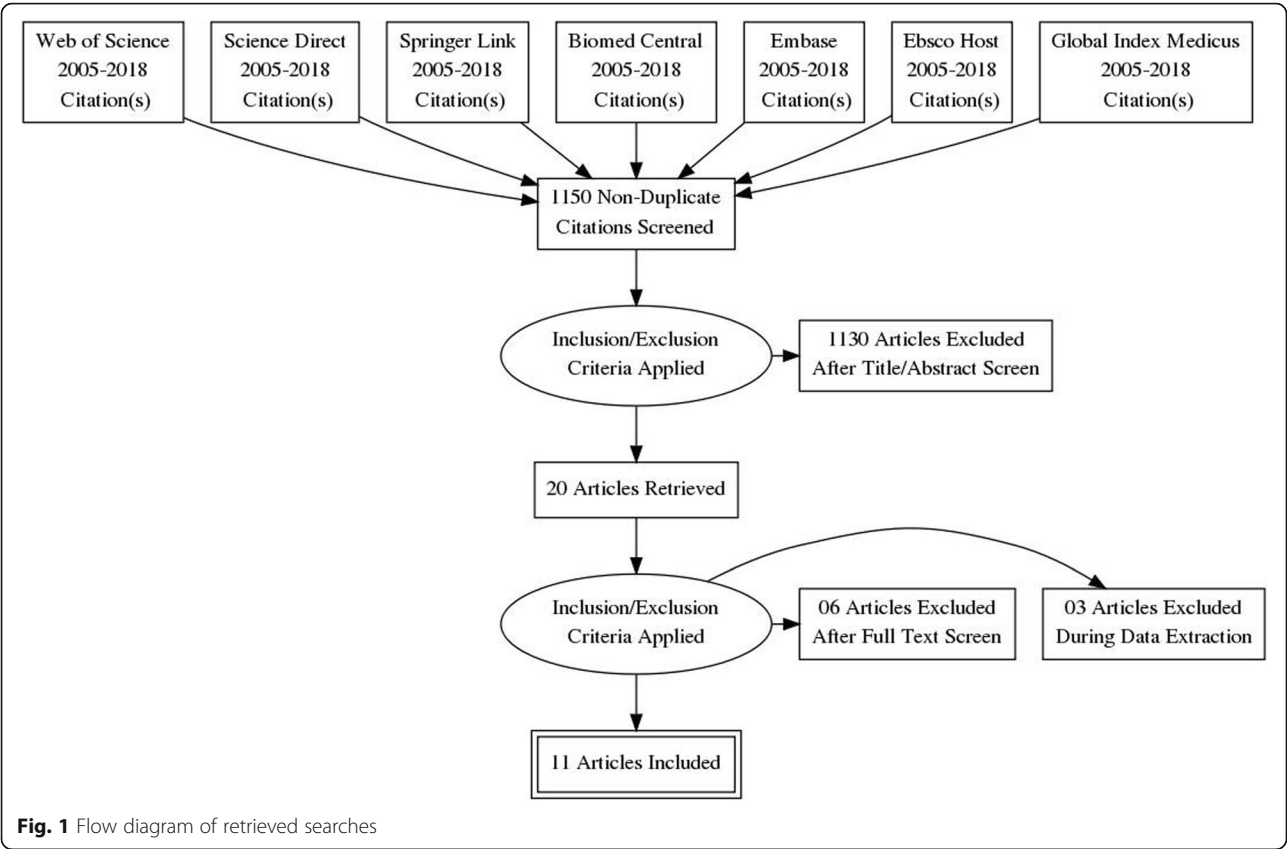 Web of Science
2005-2018
Citation(s)
Science Direct
2005-2018
Citation(s)
Springer Link
2005-2018
Citation(s)
Biomed Central
2005-2018
Citation(s)
Embase
2005-2018
Citation(s)
Ebsco Host
2005-2018
Citation(s)
Global Index Medicus
2005-2018
Citation(s)
1150 Non-Duplicate
Citations Screened
Inclusion/Exclusion
Criteria Applied
1130 Articles Excluded
After Title/Abstract Screen
20 Articles Retrieved
Inclusion/Exclusion
Criteria Applied
06 Articles Excluded
After Full Text Screen
03 Articles Excluded
During Data Extraction
11 Articles Included
Fig. 1 Flow diagram of retrieved searches